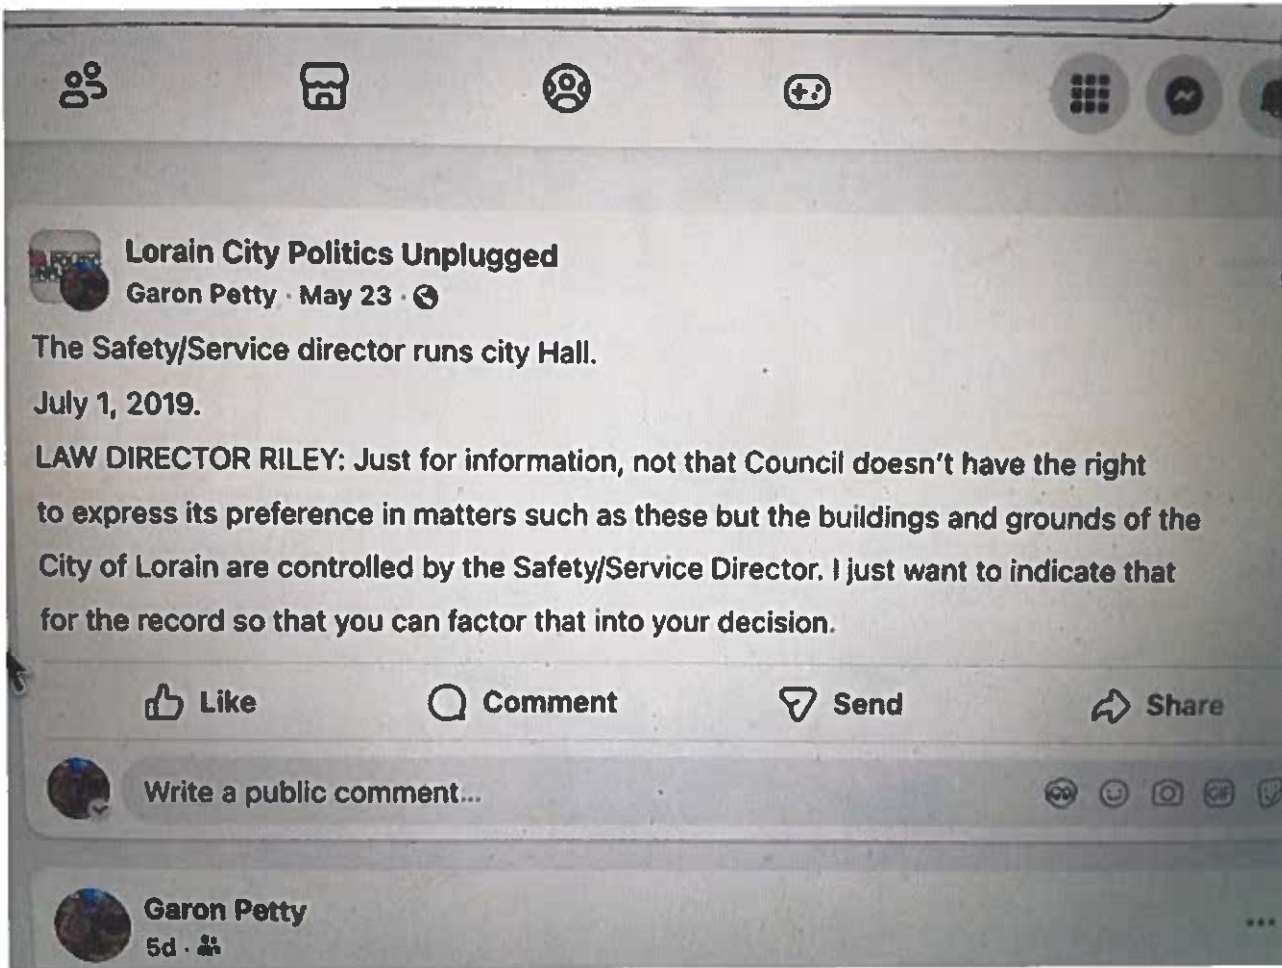 Lorain City Politics Unplugged
Garon Petty · May 23 ·
The Safety/Service director runs city Hall.
July 1, 2019.
LAW DIRECTOR RILEY: Just for information, not that Council doesn't have the right
to express its preference in matters such as these but the buildings and grounds of the
City of Lorain are controlled by the Safety/Service Director. I just want to indicate that
for the record so that you can factor that into your decision.
Like Comment Send Share
Write a public comment...
GIF
Garon Petty
5d ·